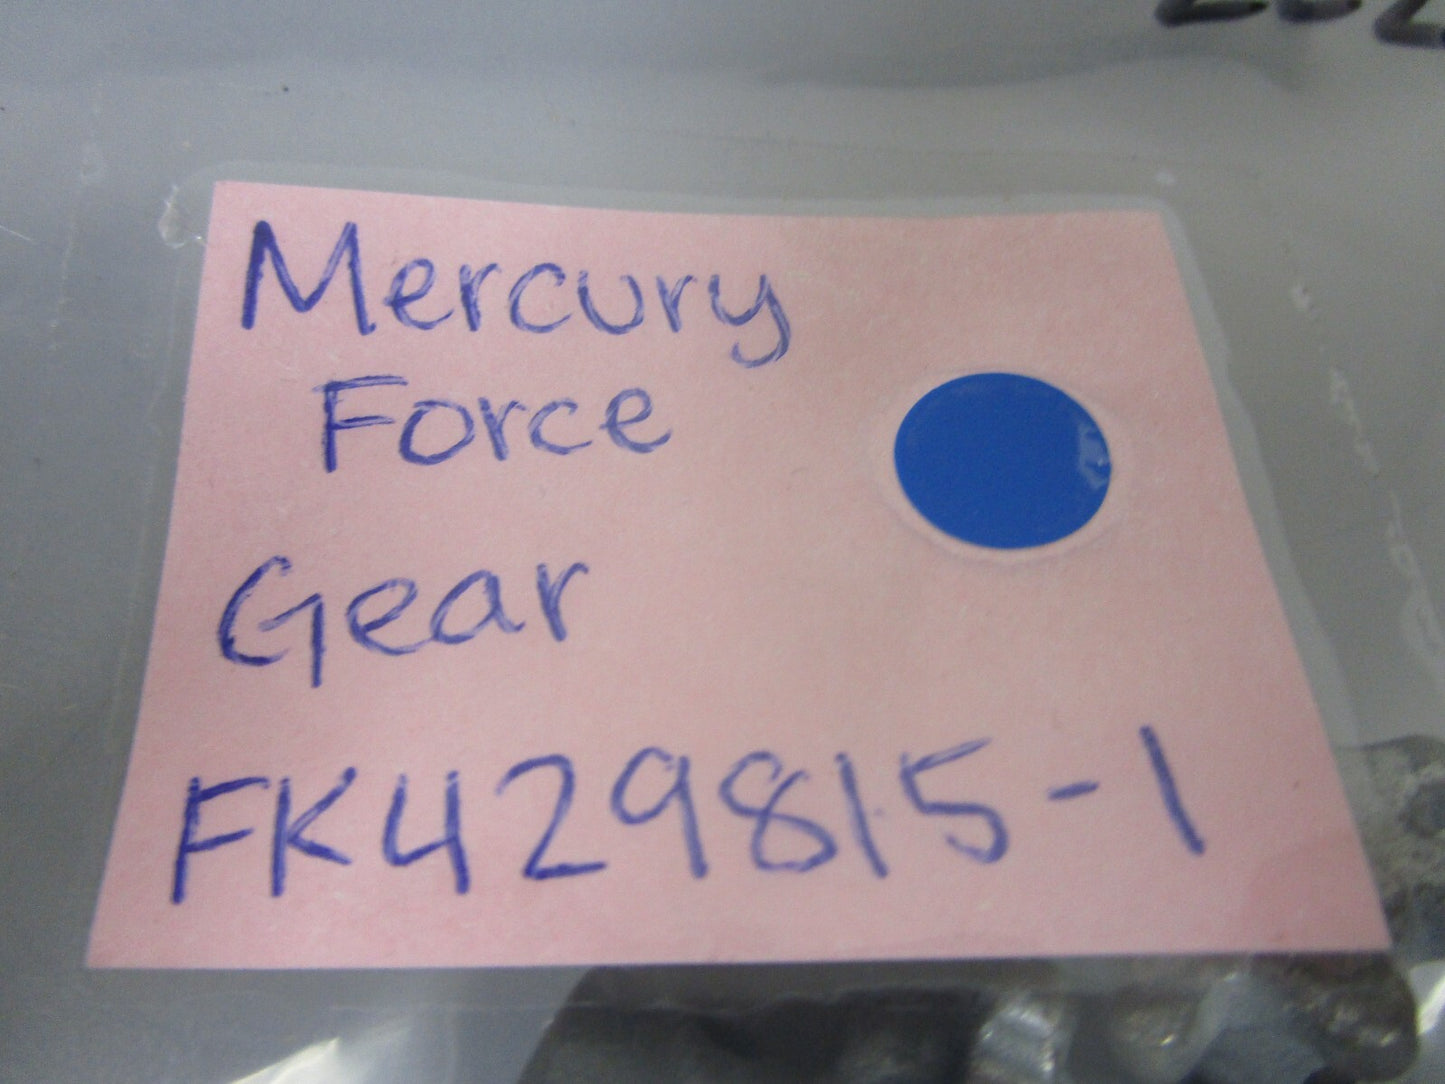 Mercury
Force
Gear
FK429815-1